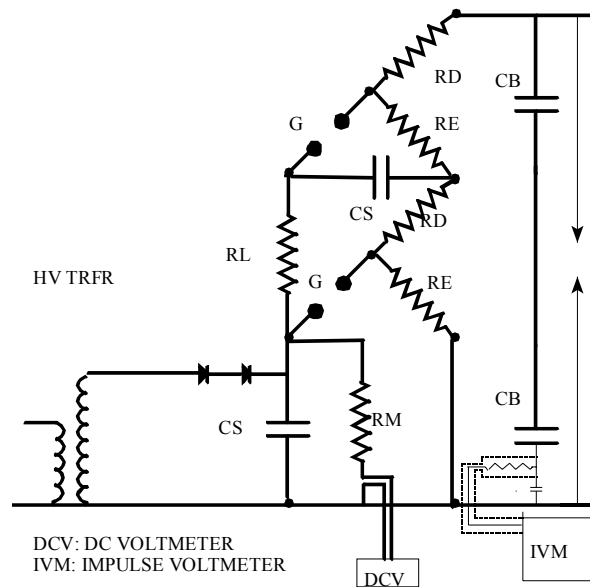 RD
CB
G
RE
CS
RD
RL
HV TRFR
G
RE
CB
CS
RM
DCV: DC VOLTMETER
IVM: IMPULSE VOLTMETER
DCV
IVM